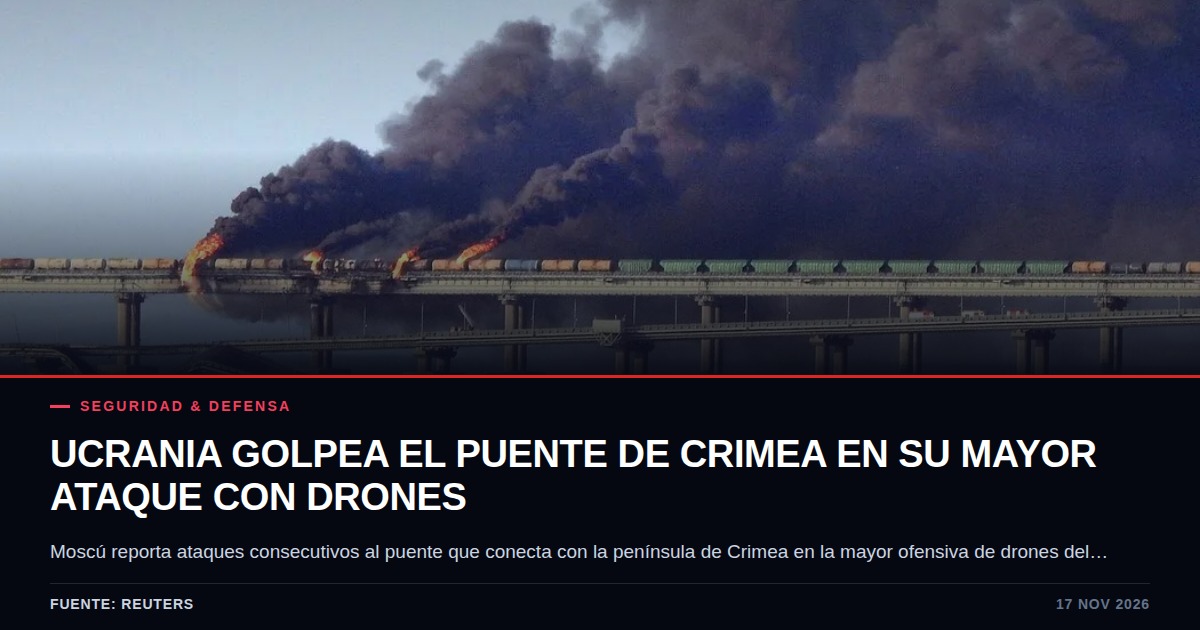 SEGURIDAD & DEFENSA
UCRANIA GOLPEA EL PUENTE DE CRIMEA EN SU MAYOR
ATAQUE CON DRONES
Moscú reporta ataques consecutivos al puente que conecta con la península de Crimea en la mayor ofensiva de drones del…
FUENTE: REUTERS
17 NOV 2026